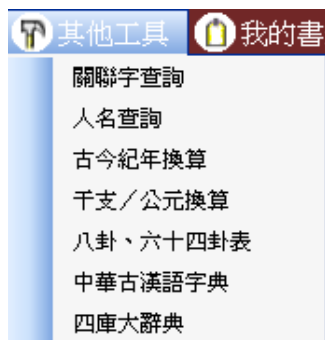 其他工具 我的書
關聯字查詢
人名查詢
古今紀年換算
干支／公元換算
八卦、六十四卦表
中華古漢語字典
四庫大辭典